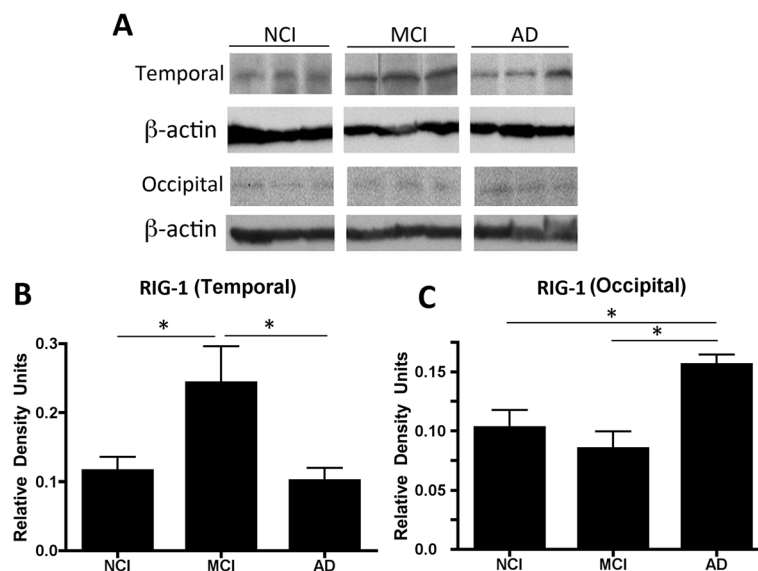 A
NCI MCI AD
Temporal
β-actin
Occipital
β-actin
B
RIG-1 (Temporal)
* *
Relative Density Units
0.3
0.2
0.1
0.0
NCI MCI AD
C
RIG-1 (Occipital)
*
*
Relative Density Units
0.15
0.10
0.05
0.00
NCI MCI AD